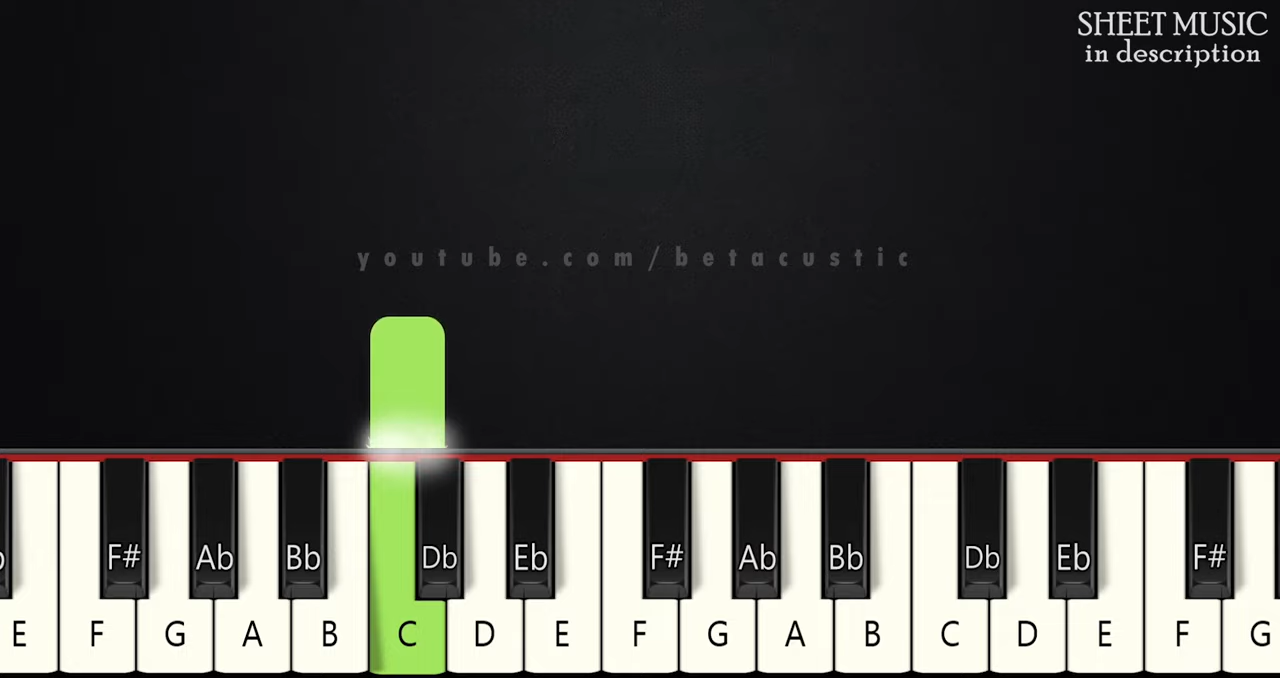 SHEET MUSIC
in description
youtube.com/betacustic
F# Ab Bb Db Eb F# Ab Bb Db Eb F#
E F G A B C D E F G A B C D E F G